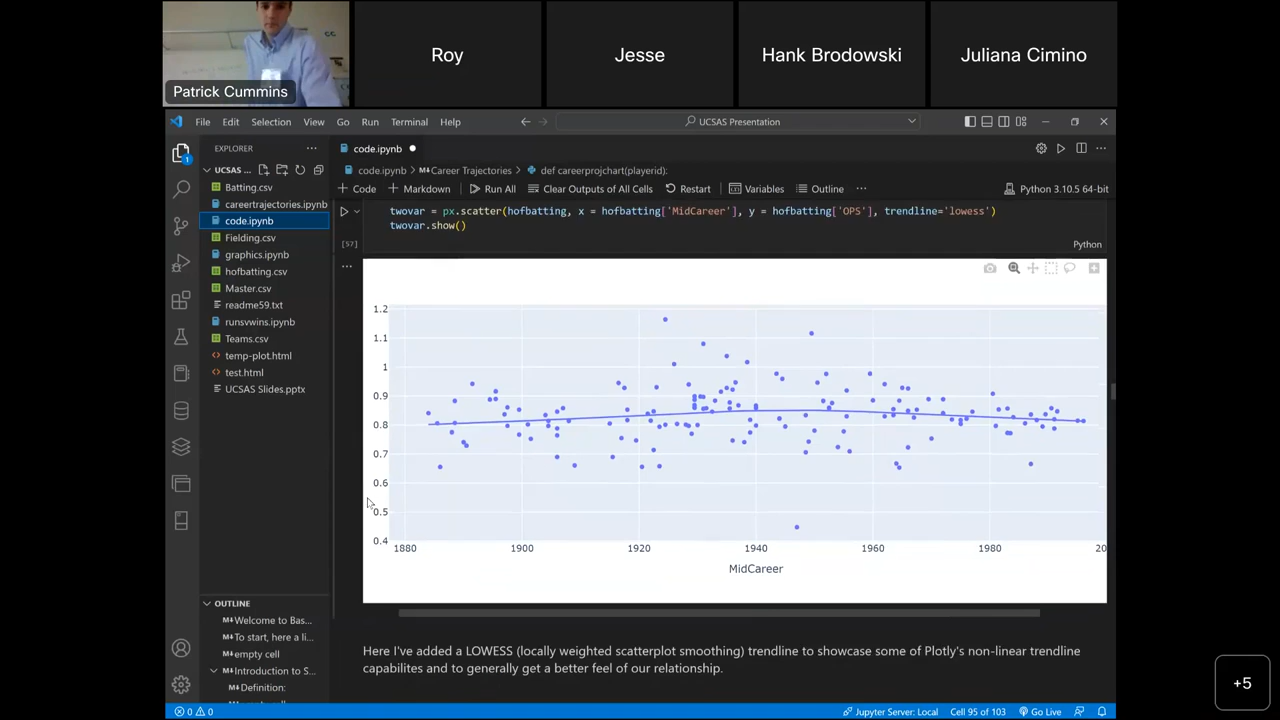 Patrick Cummins
Roy
Jesse
Hank Brodowski
Juliana Cimino
File Edit Selection View Go Run Terminal Help
UCSAS Presentation
EXPLORER
code.ipynb
UCSAS ...
code.ipynb > Career Trajectories > def careerprojchart(playerid):
+ Code + Markdown Run All Clear Outputs of All Cells Restart Variables Outline ... Python 3.10.5 64-bit
1
Batting.csv
careertrajectories.ipynb
code.ipynb
Fielding.csv
graphics.ipynb
hofbatting.csv
Master.csv
readme59.txt
runsvwins.ipynb
Teams.csv
temp-plot.html
test.html
UCSAS Slides.pptx
twovar = px.scatter(hofbatting, x = hofbatting['MidCareer'], y = hofbatting['OPS'], trendline='lowess')
twovar.show()
[57]
Python
1.2
1.1
1
0.9
0.8
0.7
0.6
0.5
0.4
1880 1900 1920 1940 1960 1980 20
MidCareer
OUTLINE
Welcome to Bas...
To start, here a li...
empty cell
Introduction to S...
Definition:
Here I've added a LOWESS (locally weighted scatterplot smoothing) trendline to showcase some of Plotly's non-linear trendline
capabilites and to generally get a better feel of our relationship.
+5
0 0
Jupyter Server: Local Cell 95 of 103 Go Live